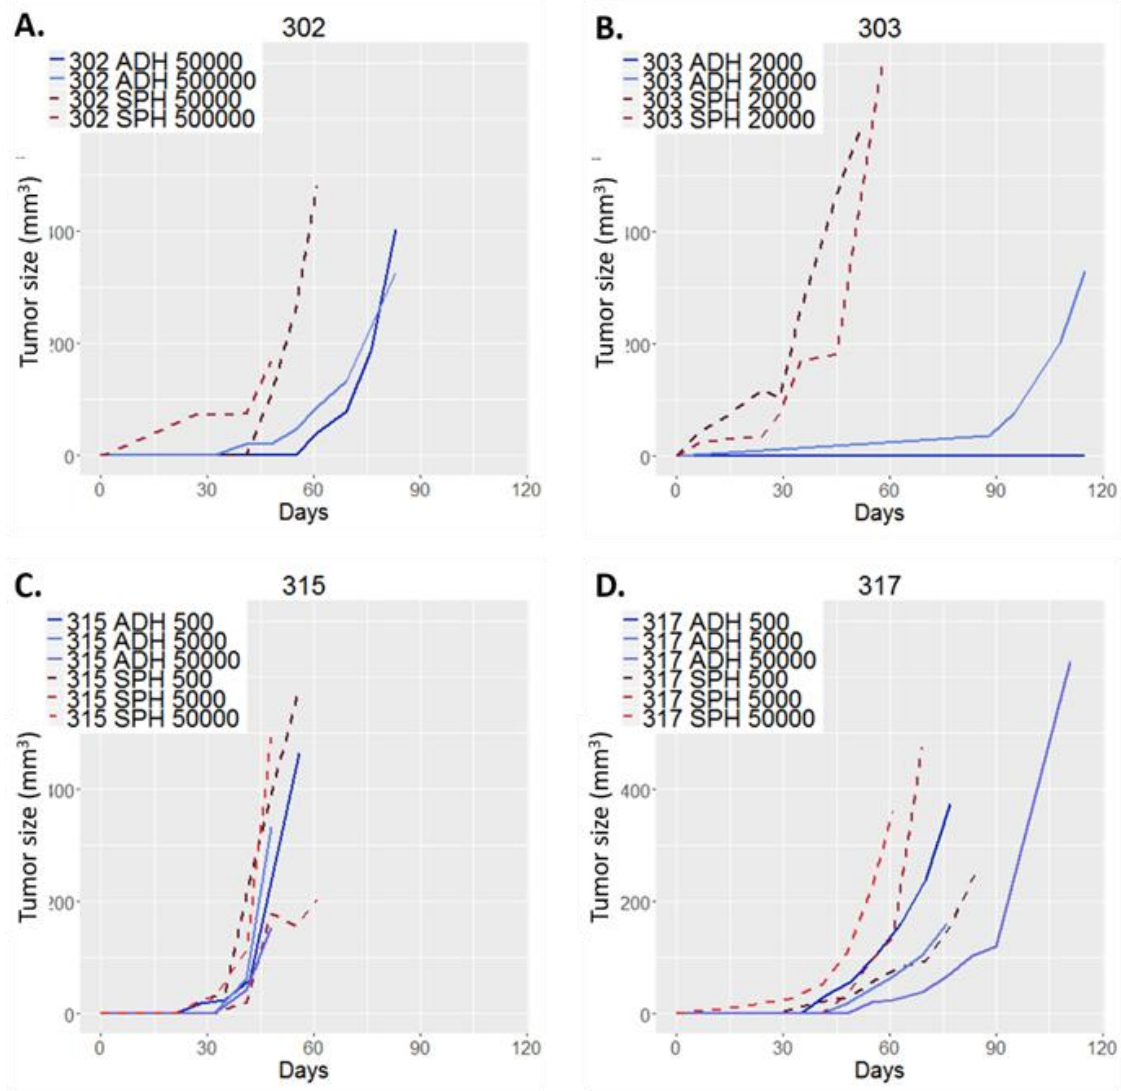 A.
302
302 ADH 50000
302 ADH 500000
302 SPH 50000
302 SPH 500000
Tumor size (mm³)
400
200
0
0 30 60 90 120
Days
B.
303
303 ADH 2000
303 ADH 20000
303 SPH 2000
303 SPH 20000
Tumor size (mm³)
400
200
0
0 30 60 90 120
Days
C.
315
315 ADH 500
315 ADH 5000
315 ADH 50000
315 SPH 500
315 SPH 5000
315 SPH 50000
Tumor size (mm³)
400
200
0
0 30 60 90 120
Days
D.
317
317 ADH 500
317 ADH 5000
317 ADH 50000
317 SPH 500
317 SPH 5000
317 SPH 50000
Tumor size (mm³)
400
200
0
0 30 60 90 120
Days